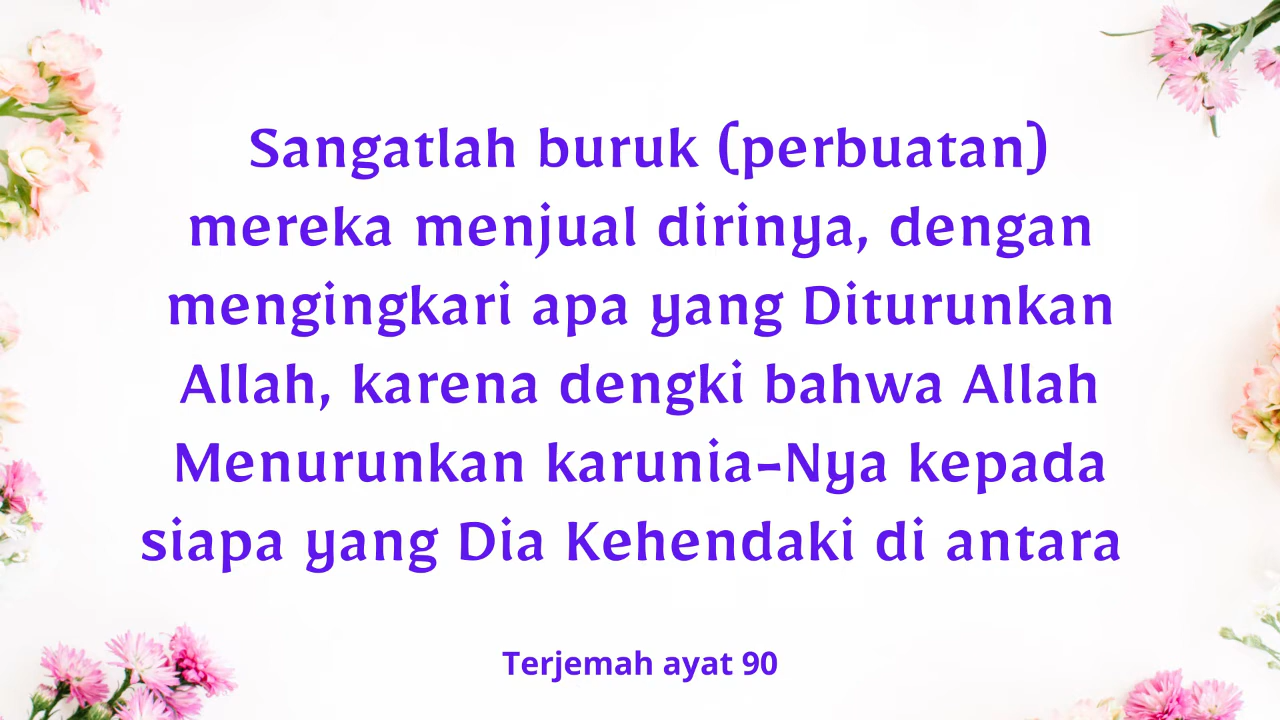 Sangatlah buruk (perbuatan)
mereka menjual dirinya, dengan
mengingkari apa yang Diturunkan
Allah, karena dengki bahwa Allah
Menurunkan karunia-Nya kepada
siapa yang Dia Kehendaki di antara
Terjemah ayat 90